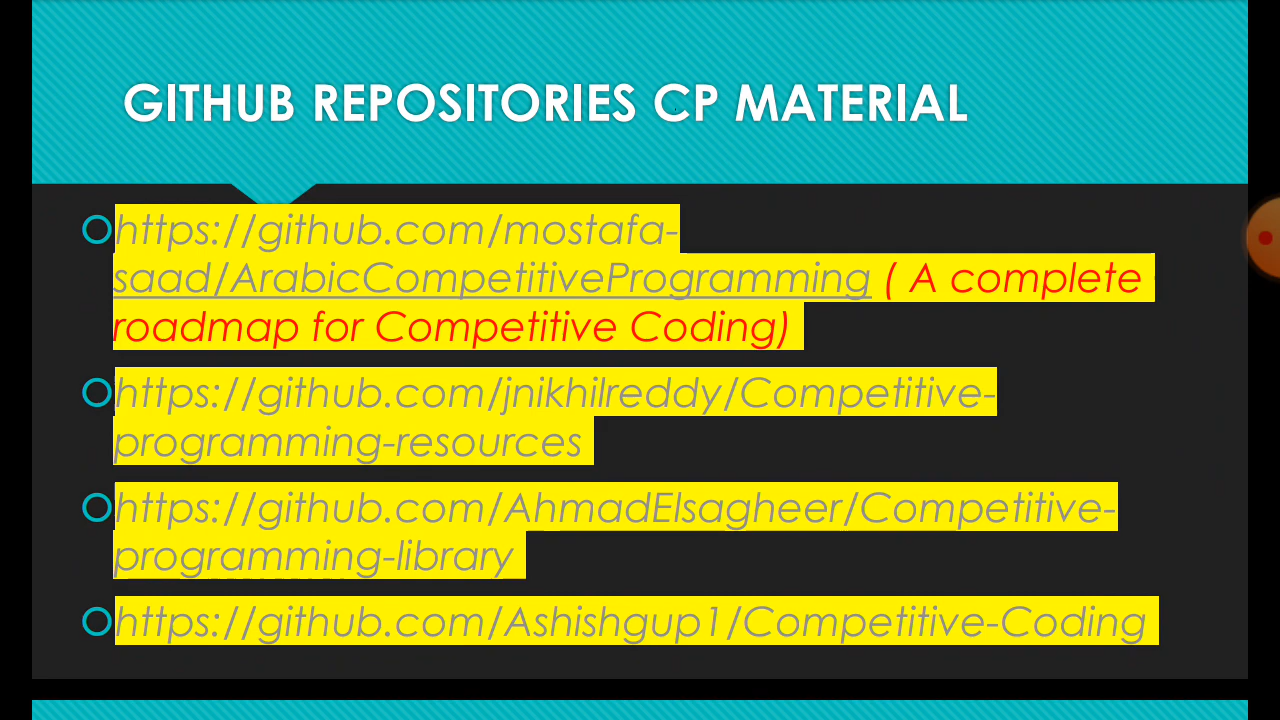 GITHUB REPOSITORIES CP MATERIAL
https://github.com/mostafa-
saad/ArabicCompetitiveProgramming ( A complete
roadmap for Competitive Coding)
https://github.com/jnikhilreddy/Competitive-
programming-resources
https://github.com/AhmadElsagheer/Competitive-
programming-library
https://github.com/Ashishgup1/Competitive-Coding